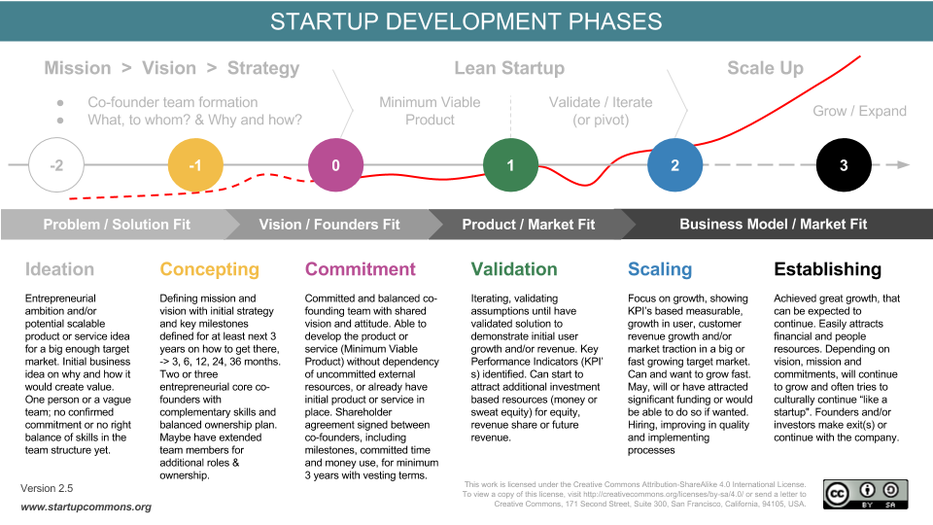 STARTUP DEVELOPMENT PHASES
Mission > Vision > Strategy
Lean Startup
Scale Up
● Co-founder team formation
● What, to whom? & Why and how?
Minimum Viable
Product
Validate / Iterate
(or pivot)
Grow / Expand
-2
-1
0
1
2
3
Problem / Solution Fit
Vision / Founders Fit
Product / Market Fit
Business Model / Market Fit
Ideation
Entrepreneurial
ambition and/or
potential scalable
product or service idea
for a big enough target
market. Initial business
idea on why and how it
would create value.
One person or a vague
team; no confirmed
commitment or no right
balance of skills in the
team structure yet.
Concepting
Defining mission and
vision with initial strategy
and key milestones
defined for at least next 3
years on how to get there,
-> 3, 6, 12, 24, 36 months.
Two or three
entrepreneurial core co-
founders with
complementary skills and
balanced ownership plan.
Maybe have extended
team members for
additional roles &
ownership.
Commitment
Committed and balanced co-
founding team with shared
vision and attitude. Able to
develop the product or
service (Minimum Viable
Product) without dependency
of uncommitted external
resources, or already have
initial product or service in
place. Shareholder
agreement signed between
co-founders, including
milestones, committed time
and money use, for minimum
3 years with vesting terms.
Validation
Iterating, validating
assumptions until have
validated solution to
demonstrate initial user
growth and/or revenue. Key
Performance Indicators (KPI'
s) identified. Can start to
attract additional investment
based resources (money or
sweat equity) for equity,
revenue share or future
revenue.
Scaling
Focus on growth, showing
KPI's based measurable,
growth in user, customer
revenue growth and/or
market traction in a big or
fast growing target market.
Can and want to grow fast.
May, will or have attracted
significant funding or would
be able to do so if wanted.
Hiring, improving in quality
and implementing
processes
Establishing
Achieved great growth, that
can be expected to
continue. Easily attracts
financial and people
resources. Depending on
vision, mission and
commitments, will continue
to grow and often tries to
culturally continue “like a
startup". Founders and/or
investors make exit(s) or
continue with the company.
Version 2.5
www.startupcommons.org
This work is licensed under the Creative Commons Attribution-ShareAlike 4.0 International License.
To view a copy of this license, visit http://creativecommons.org/licenses/by-sa/4.0/ or send a letter to
Creative Commons, 171 Second Street, Suite 300, San Francisco, California, 94105, USA.
cc
BY SA